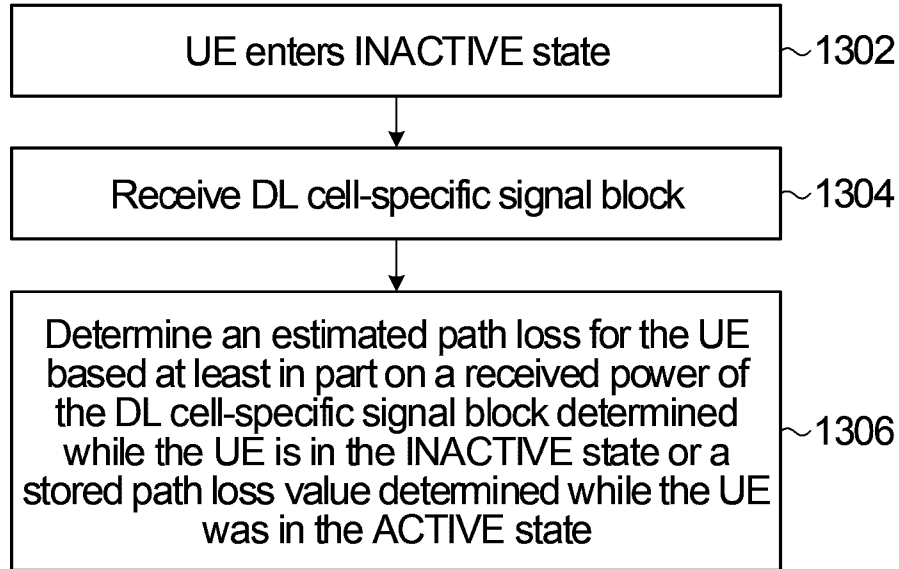 UE enters INACTIVE state
1302
Receive DL cell-specific signal block
1304
Determine an estimated path loss for the UE
based at least in part on a received power of
the DL cell-specific signal block determined
while the UE is in the INACTIVE state or a
stored path loss value determined while the UE
was in the ACTIVE state
1306